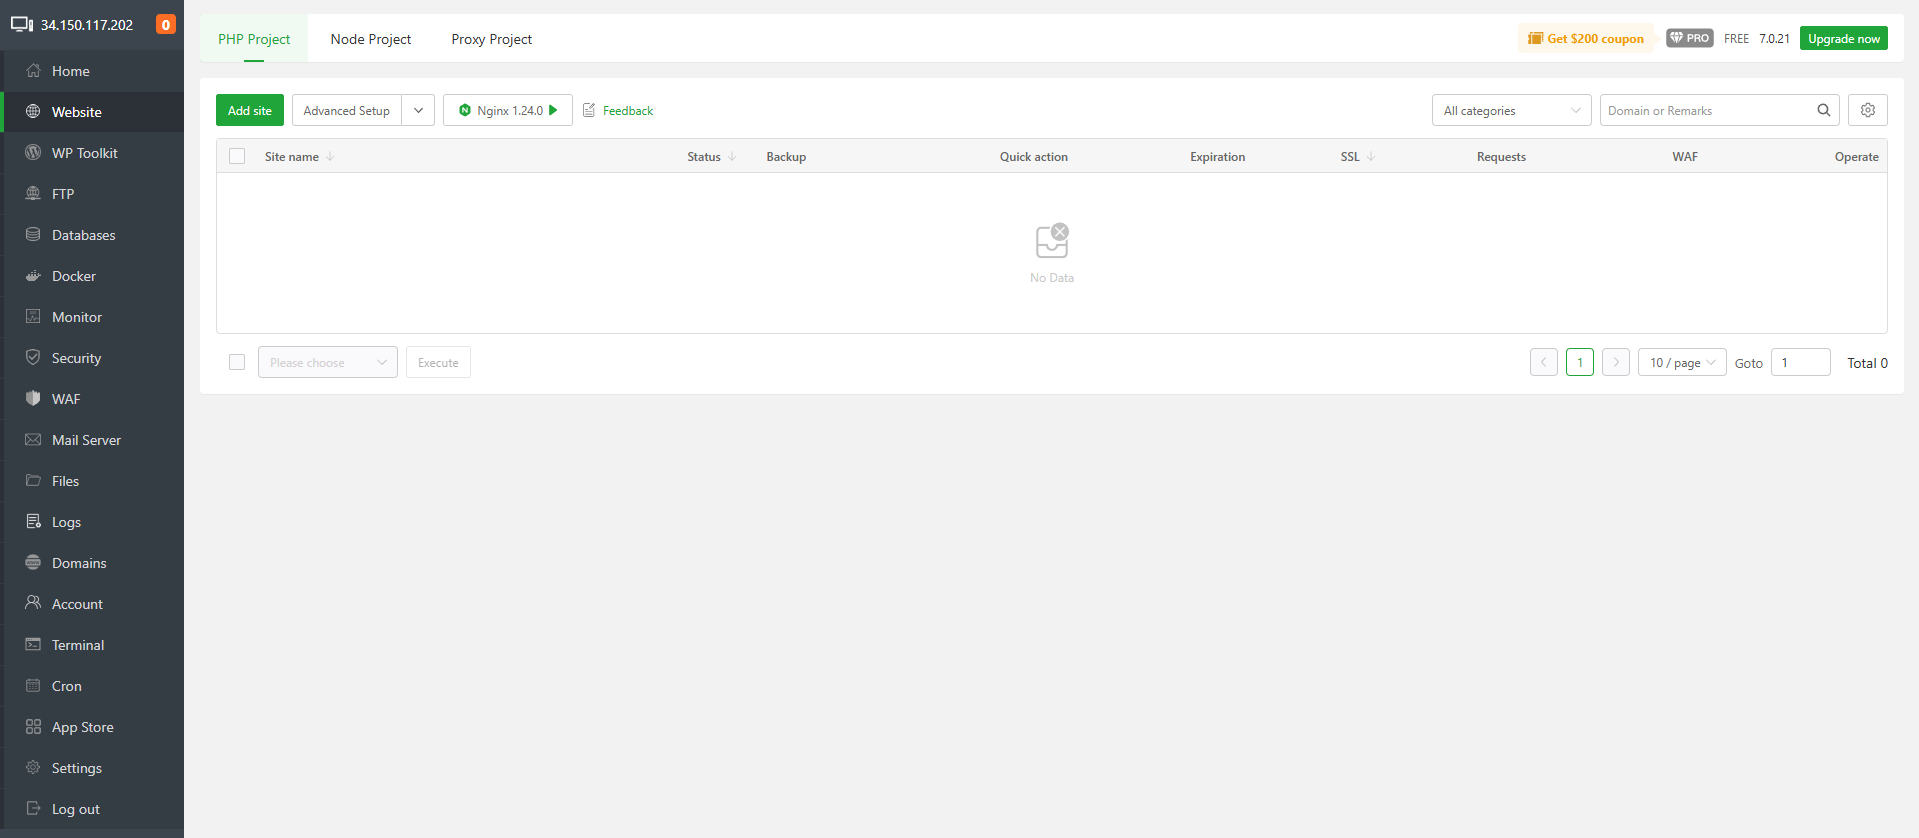 34.150.117.202
0
Home
Website
WP Toolkit
FTP
Databases
Docker
Monitor
Security
WAF
Mail Server
Files
Logs
Domains
Account
Terminal
Cron
App Store
Settings
Log out
PHP Project Node Project Proxy Project
Get $200 coupon PRO FREE 7.0.21 Upgrade now
Add site Advanced Setup Nginx 1.24.0 Feedback
All categories Domain or Remarks
Site name Status Backup Quick action Expiration SSL Requests WAF Operate
No Data
Please choose Execute
1 10 / page Goto 1 Total 0